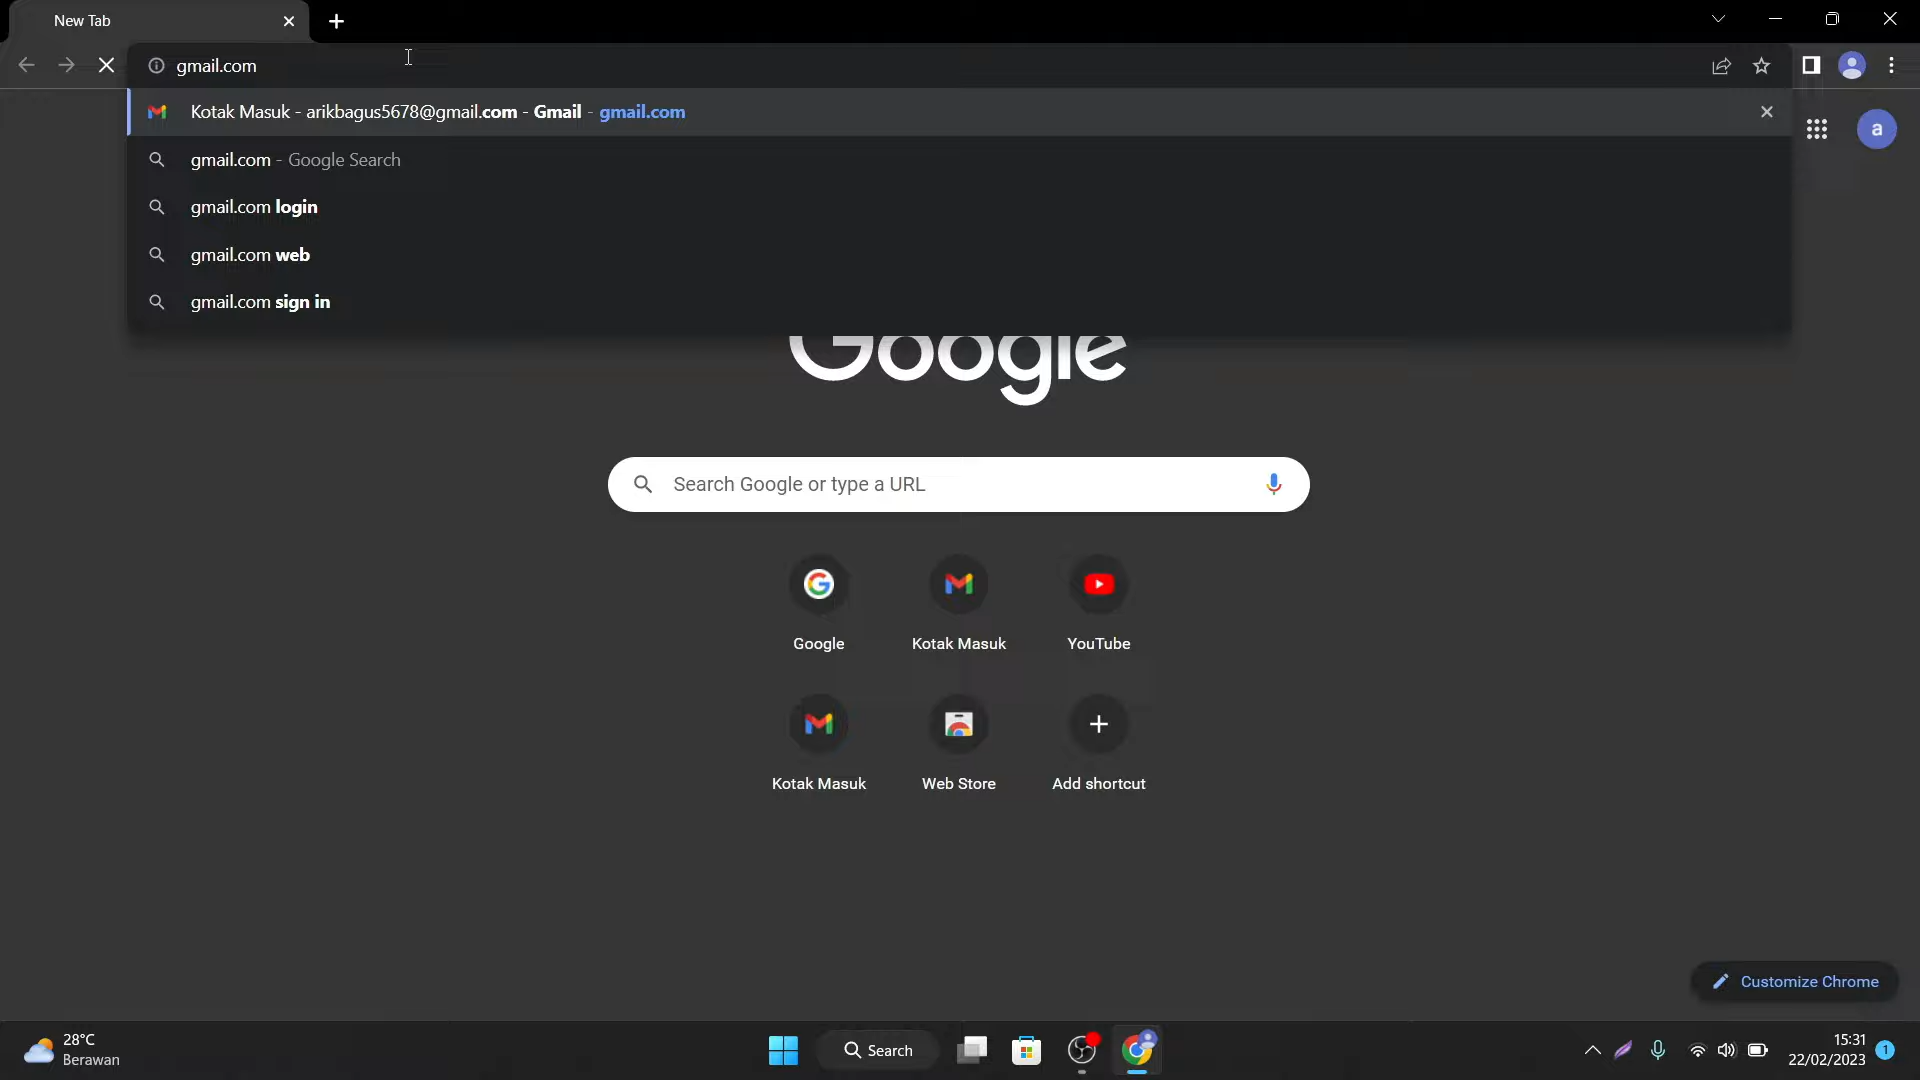 New Tab
gmail.com
Kotak Masuk - arikbagus5678@gmail.com - Gmail - gmail.com
gmail.com - Google Search
gmail.com login
gmail.com web
gmail.com sign in
a
Google
Search Google or type a URL
Google
Kotak Masuk
YouTube
Kotak Masuk
Web Store
Add shortcut
Customize Chrome
28°C
Berawan
Search
15:31
22/02/2023
1